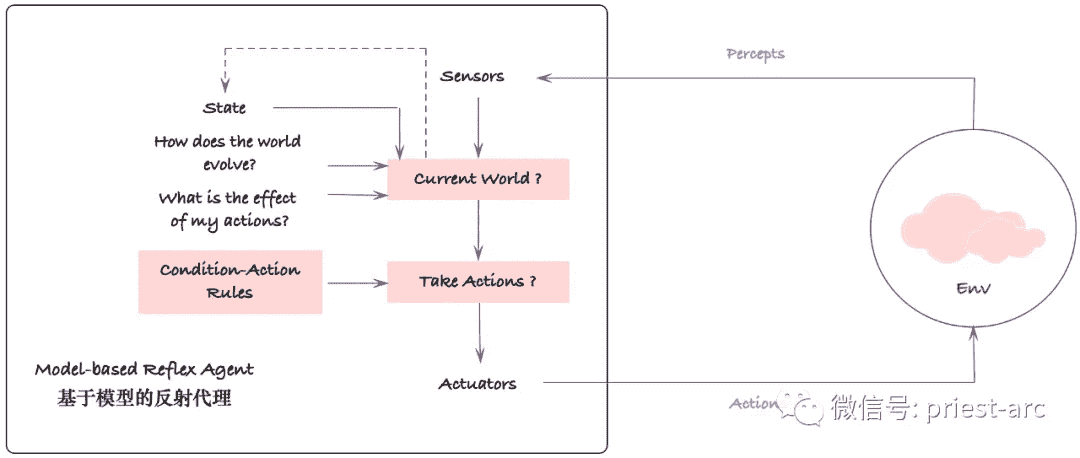 Percepts
Sensors
State
How does the world
evolve?
Current World ?
What is the effect
of my actions?
Condition-Action
Rules
Take Actions ?
Env
Model-based Reflex Agent
基于模型的反射代理
Actuators
Action
微信号: priest-arc